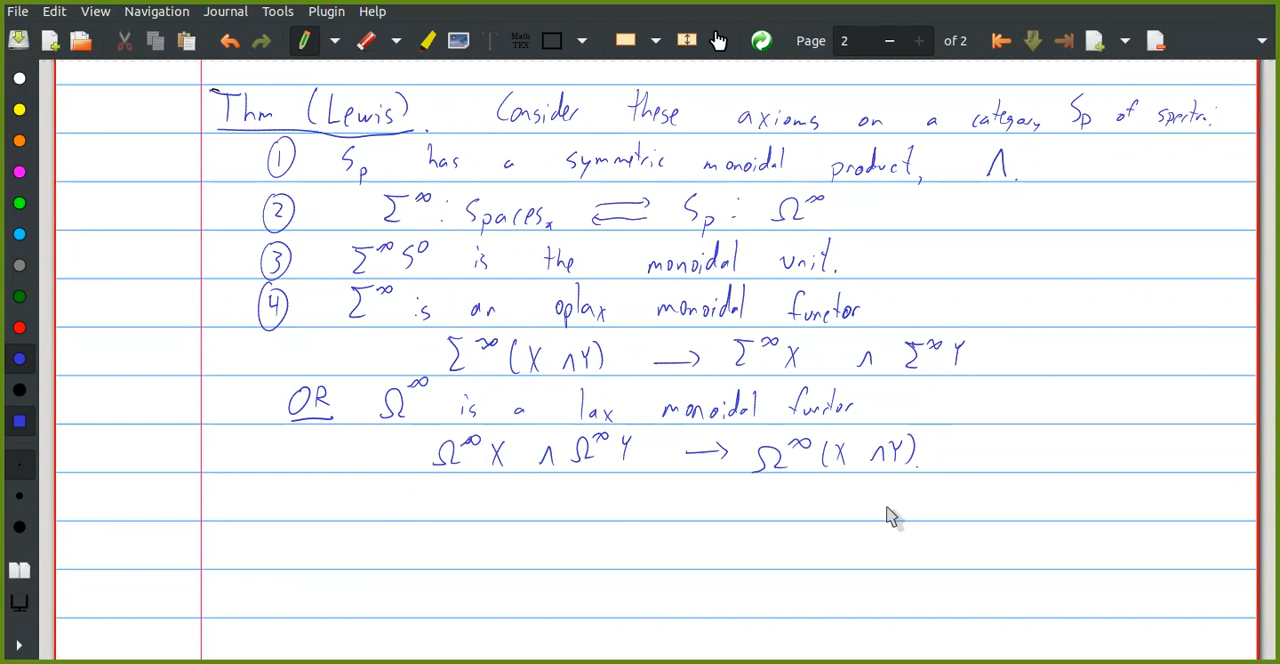 File Edit View Navigation Journal Tools Plugin Help
Math TEX Page 2 of 2
Thm (Lewis). Consider these axioms on a category Sp of spectra:
① Sp has a symmetric monoidal product, ∧.
② Σ^∞ : Spaces_* ⇄ Sp : Ω^∞
③ Σ^∞ S^0 is the monoidal unit.
④ Σ^∞ is an oplax monoidal functor
Σ^∞ (X ∧ Y) → Σ^∞ X ∧ Σ^∞ Y
OR Ω^∞ is a lax monoidal functor
Ω^∞ X ∧ Ω^∞ Y → Ω^∞ (X ∧ Y).